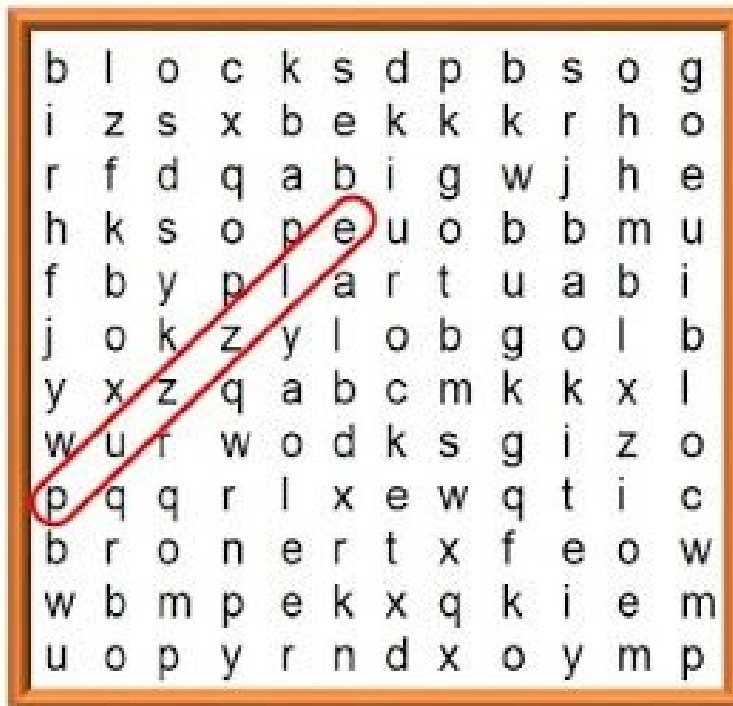 b l o c k s d p b s o g
i z s x b e k k k r h o
r f d q a b i g w j h e
h k s o p e u o b b m u
f b y p l a r t u a b i
j o k z y l o b g o l b
y x z q a b c m k k x l
w u r w o d k s g i z o
p q q r l x e w q t i c
b r o n e r t x f e o w
w b m p e k x q k i e m
u o p y r n d x o y m p